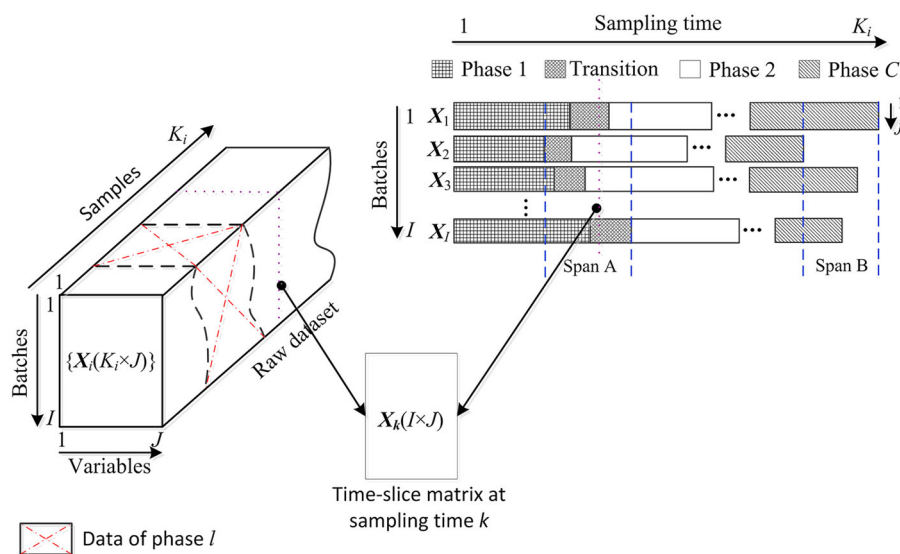 1 Sampling time K_i
Phase 1 Transition Phase 2 Phase C
1 X_1 ... 1
J
X_2 ...
Batches X_3 ...
⋮
I X_I ...
Span A Span B
K_i
Samples
1
1
Batches {X_i(K_i×J)} Raw dataset
I
1 J
Variables
X_k(I×J)
Time-slice matrix at
sampling time k
Data of phase l